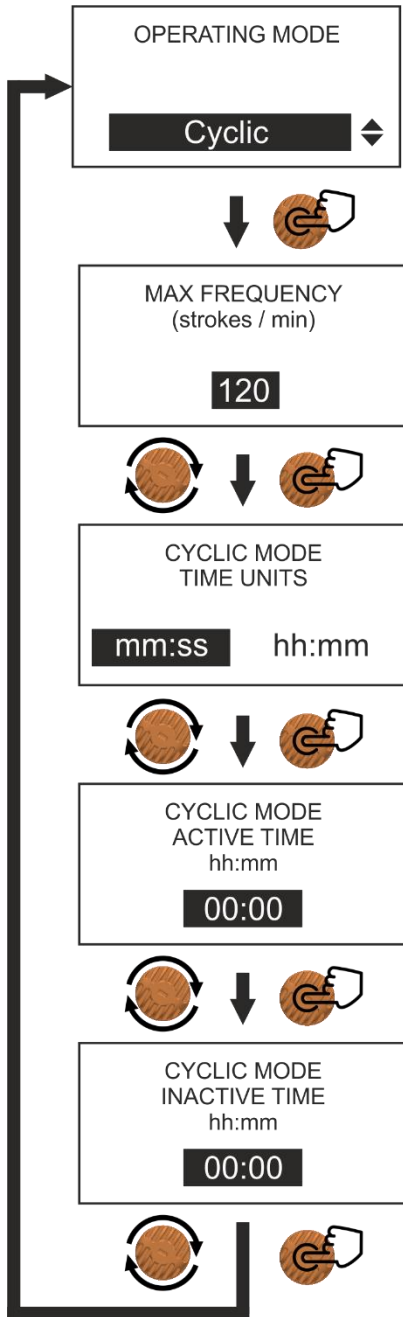 OPERATING MODE
Cyclic
MAX FREQUENCY
(strokes / min)
120
CYCLIC MODE
TIME UNITS
mm:ss hh:mm
CYCLIC MODE
ACTIVE TIME
hh:mm
00:00
CYCLIC MODE
INACTIVE TIME
hh:mm
00:00